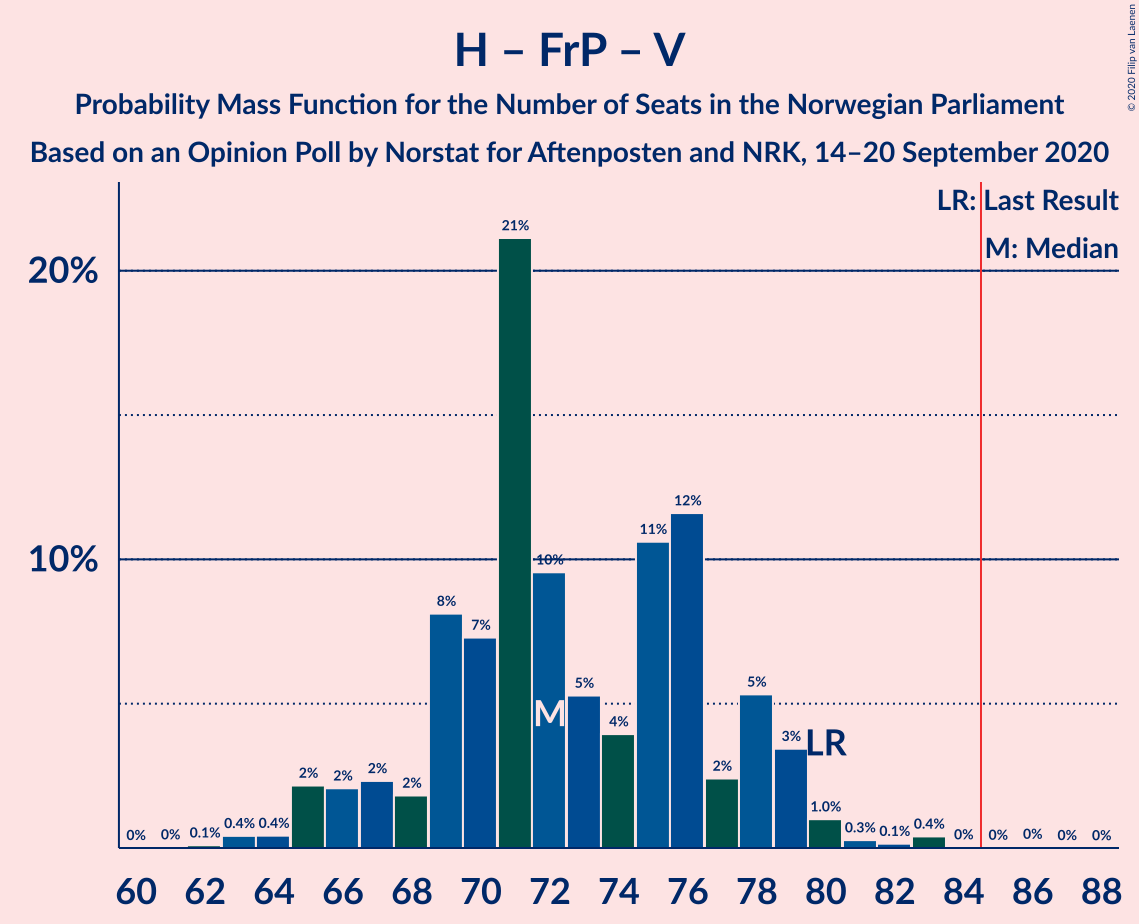 © 2020 Filip van Laenen
H – FrP – V
Probability Mass Function for the Number of Seats in the Norwegian Parliament
Based on an Opinion Poll by Norstat for Aftenposten and NRK, 14–20 September 2020
LR: Last Result
M: Median
20%
10%
0% 0% 0.1% 0.4% 0.4% 2% 2% 2% 2% 8% 7% 21% 10% 5% 4% 11% 12% 2% 5% 3% 1.0% 0.3% 0.1% 0.4% 0% 0% 0% 0% 0%
M
LR
60 62 64 66 68 70 72 74 76 78 80 82 84 86 88